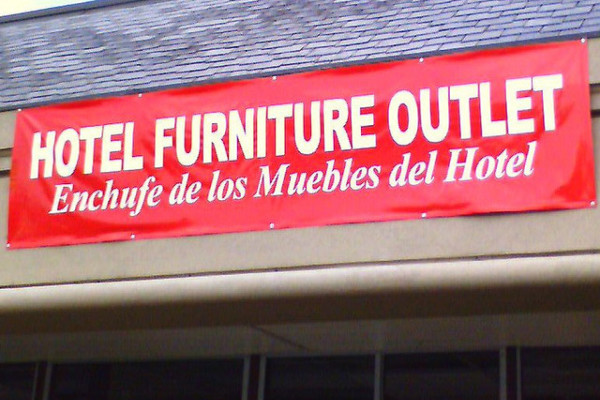 HOTEL FURNITURE OUTLET
Enchufe de los Muebles del Hotel